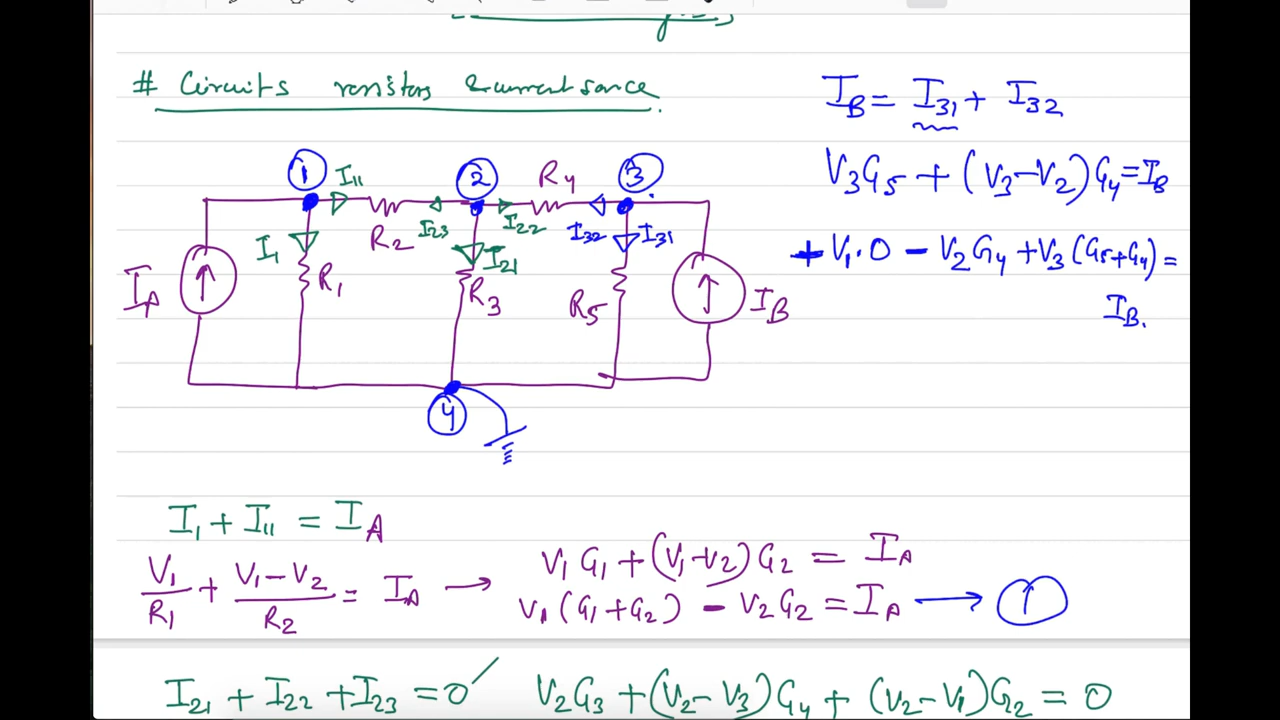 # Circuits resistors & current source.
I_B = I_31 + I_32
V_3G_5 + (V_3-V_2) G_4 = I_B
+ V_1·0 - V_2G_4 + V_3(G_5+G_4) =
I_B.
1 I_11 2 R_4 3
R_2 I_23 I_22 I_32 I_31
I_1 I_21
I_A R_1 R_3 R_5 I_B
4
I_1 + I_11 = I_A
V_1/R_1 + V_1-V_2/R_2 = I_A → V_1 G_1 + (V_1-V_2) G_2 = I_A
V_1 (G_1+G_2) - V_2G_2 = I_A → 1
I_21 + I_22 + I_23 = 0 V_2G_3 + (V_2-V_3)G_4 + (V_2-V_1)G_2 = 0